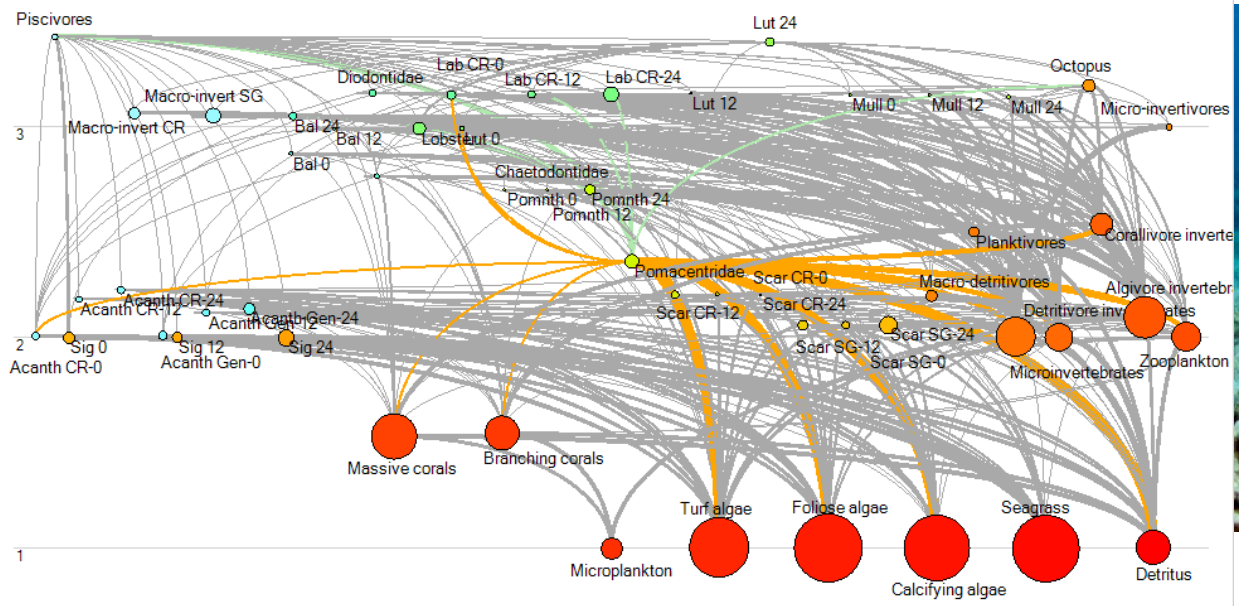 Piscivores
Lut 24
Diodontidae
Lab CR-0
Lab CR-12
Lab CR-24
Octopus
Macro-invert SG
Macro-invert CR
Lut 12
Mull 0
Mull 12
Mull 24
Micro-invertivores
3
Bal 24
Bal 12
Lobster
Lut 0
Bal 0
Chaetodontidae
Pomnth 0
Pomnth 24
Pomnth 12
Planktivores
Corallivore inverte
Pomacentridae
Scar CR-0
Macro-detritivores
Algivore invertebr
Acanth CR-24
Acanth CR-12
Scar CR-24
Scar CR-12
Detritivore invertebrates
Acanth Gen-24
Acanth Gen-12
Scar SG-24
Scar SG-12
Scar SG-0
2
Sig 0
Sig 12
Sig 24
Acanth CR-0
Acanth Gen-0
Microinvertebrates
Zooplankton
Massive corals
Branching corals
Turf algae
Foliose algae
Seagrass
1
Microplankton
Calcifying algae
Detritus